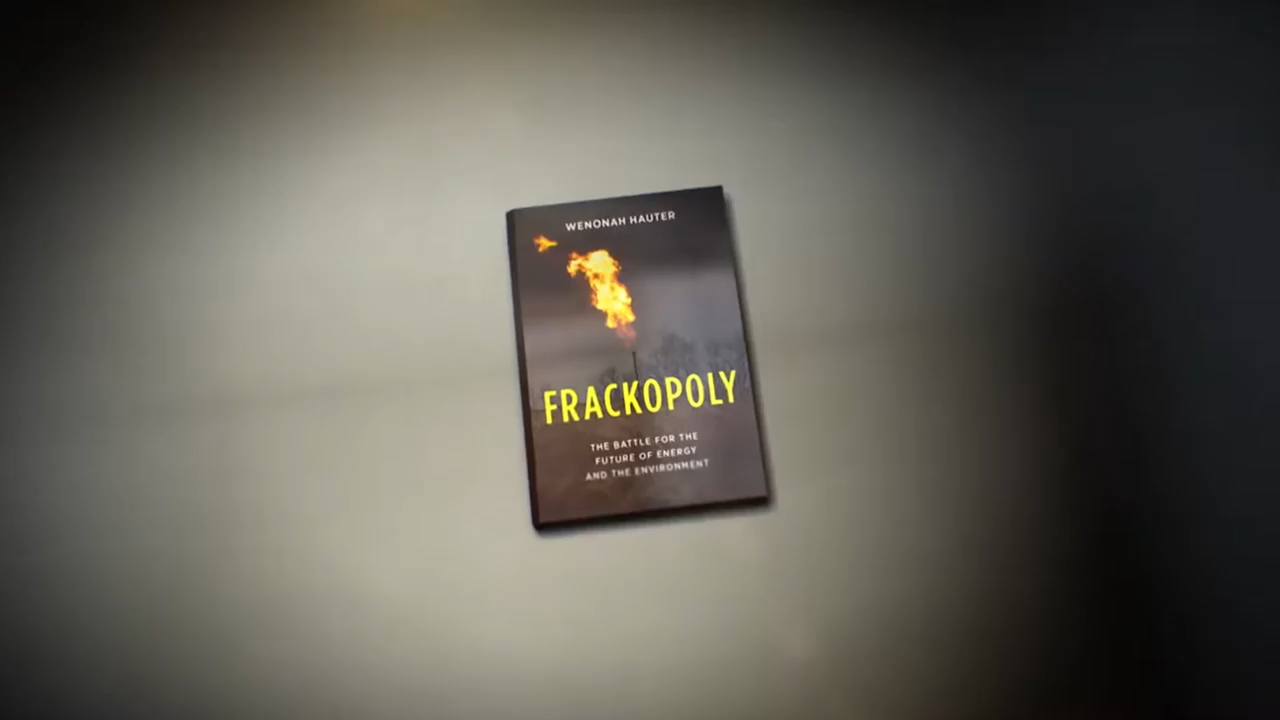 WENONAH HAUTER
FRACKOPOLY
THE BATTLE FOR THE
FUTURE OF ENERGY
AND THE ENVIRONMENT